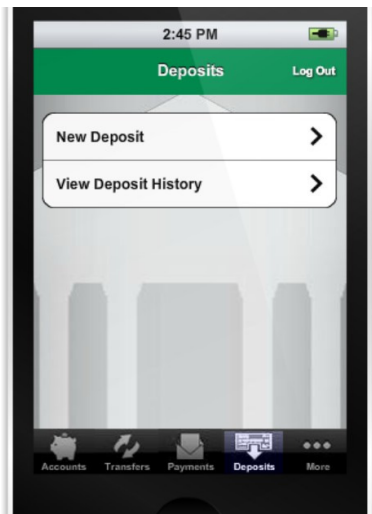 2:45 PM
Deposits Log Out
New Deposit
View Deposit History
Accounts Transfers Payments Deposits More